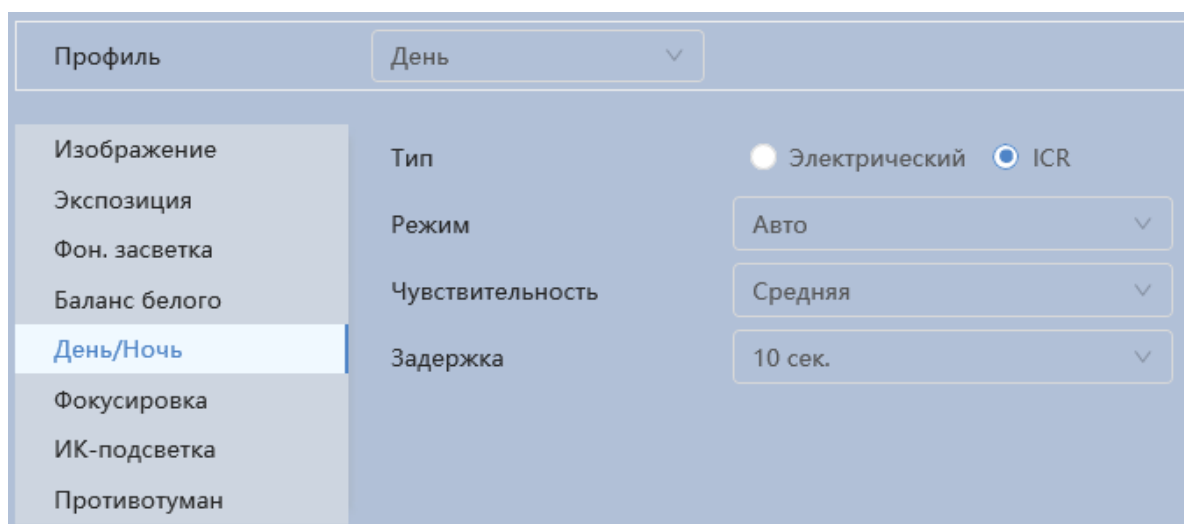 Профиль День
Изображение
Экспозиция
Фон. засветка
Баланс белого
День/Ночь
Фокусировка
ИК-подсветка
Противотуман
Тип Электрический ICR
Режим Авто
Чувствительность Средняя
Задержка 10 сек.